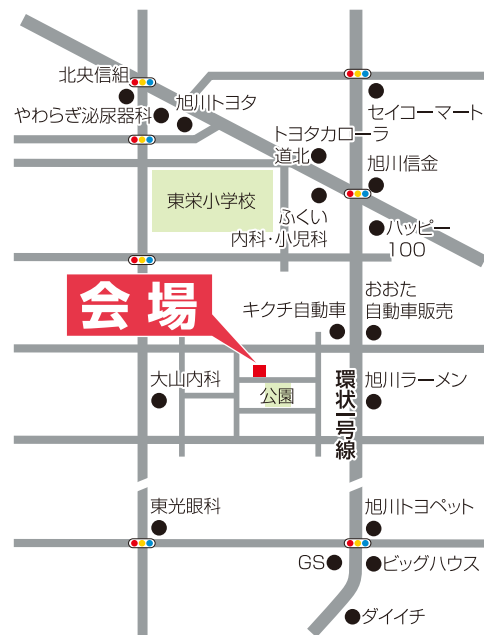 北央信組
やわらぎ泌尿器科
旭川トヨタ
セイコーマート
トヨタカローラ
道北
旭川信金
東栄小学校
ふくい
内科・小児科
ハッピー
100
会場
キクチ自動車
おおた
自動車販売
大山内科
公園
環状一号線
旭川ラーメン
東光眼科
旭川トヨペット
GS
ビッグハウス
ダイイチ